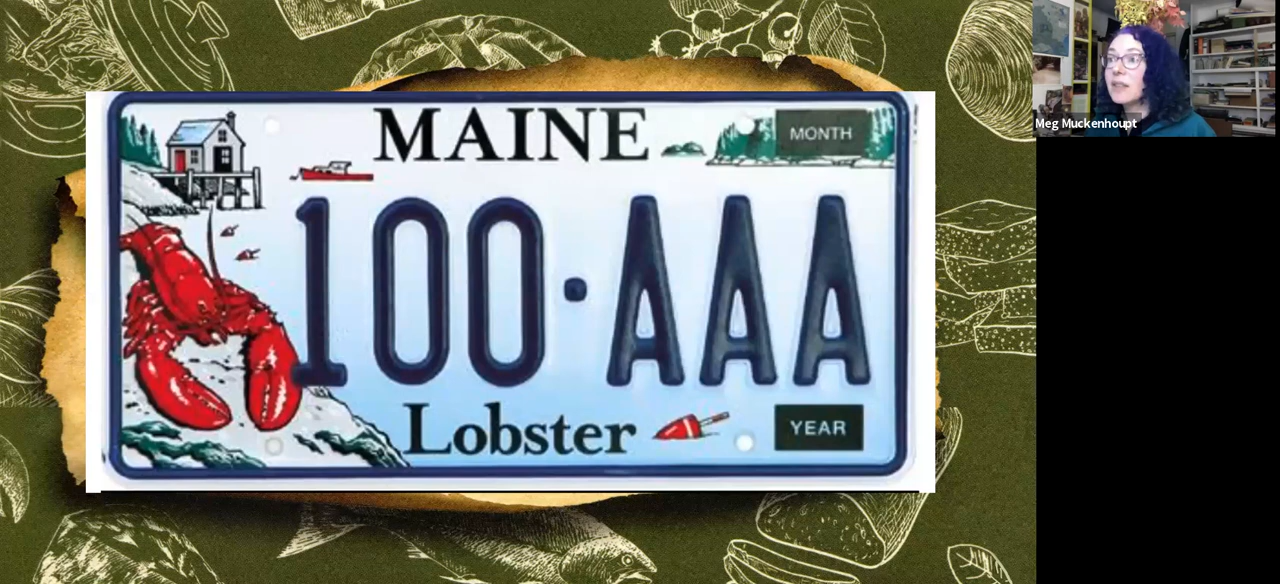 MAINE
MONTH
100·AAA
Lobster
YEAR
Meg Muckenhoupt